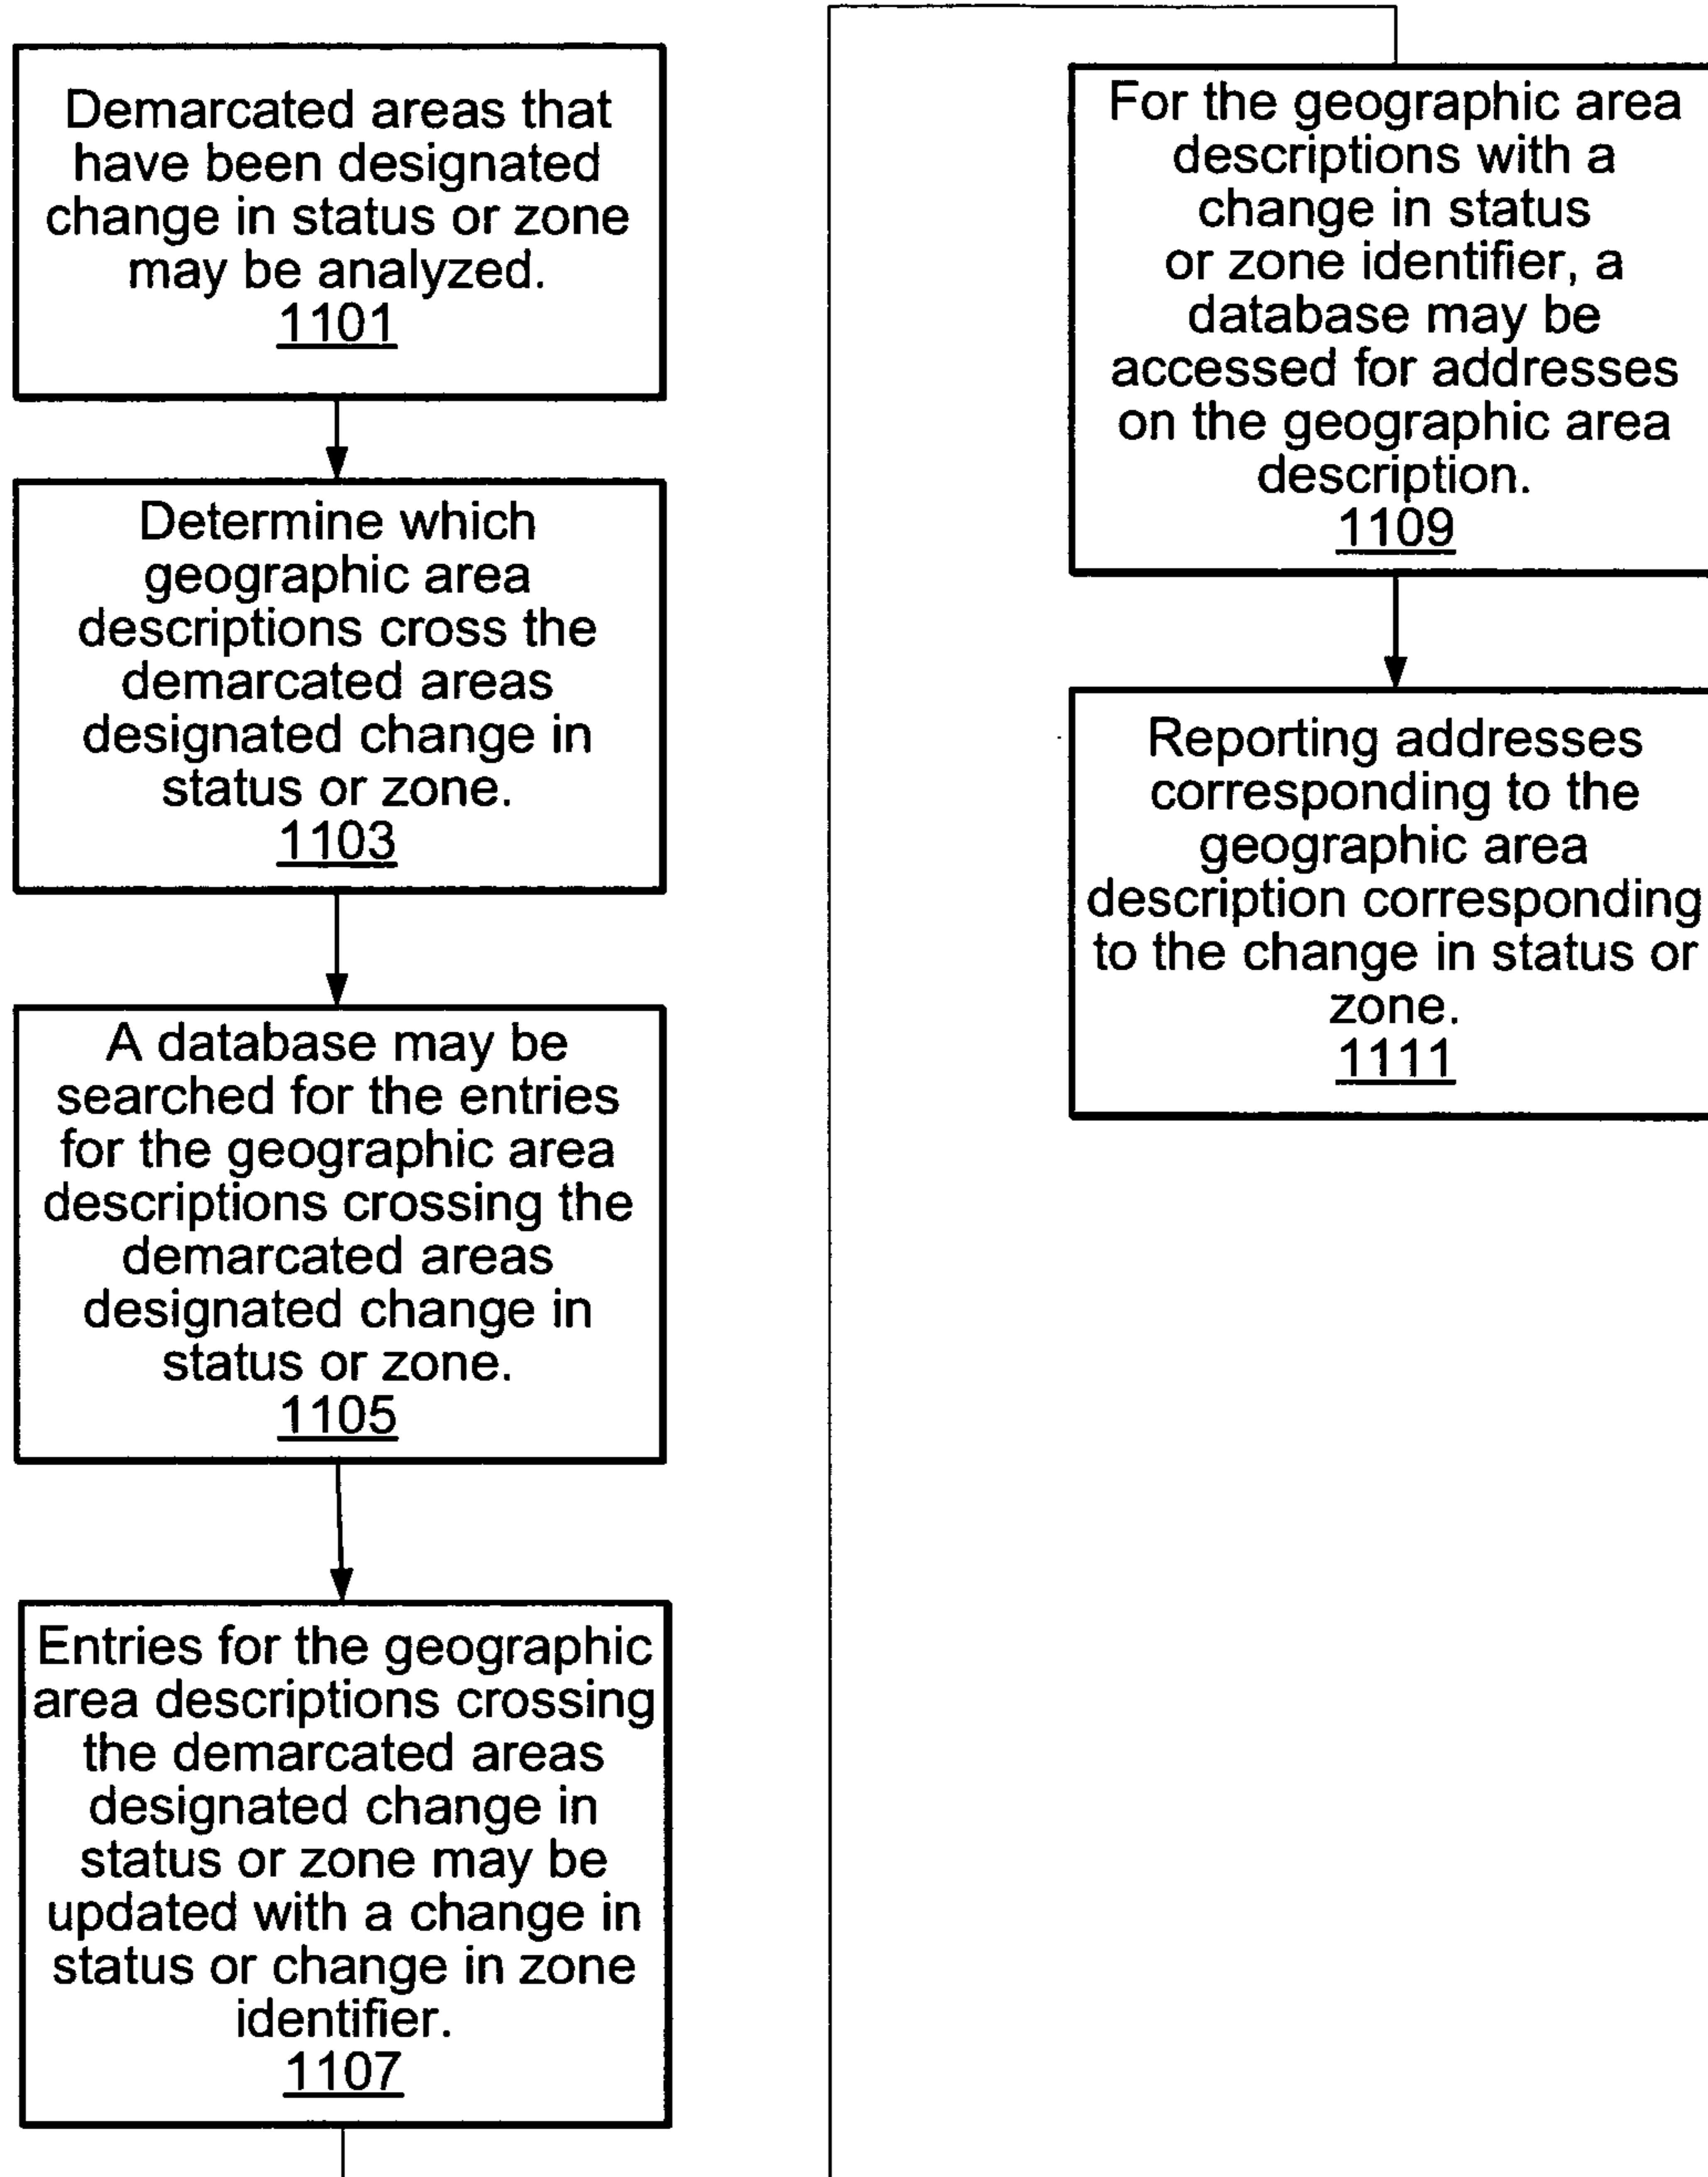 Demarcated areas that
have been designated
change in status or zone
may be analyzed.
1101
Determine which
geographic area
descriptions cross the
demarcated areas
designated change in
status or zone.
1103
A database may be
searched for the entries
for the geographic area
descriptions crossing the
demarcated areas
designated change in
status or zone.
1105
Entries for the geographic
area descriptions crossing
the demarcated areas
designated change in
status or zone may be
updated with a change in
status or change in zone
identifier.
1107
For the geographic area
descriptions with a
change in status
or zone identifier, a
database may be
accessed for addresses
on the geographic area
description.
1109
Reporting addresses
corresponding to the
geographic area
description corresponding
to the change in status or
zone.
1111